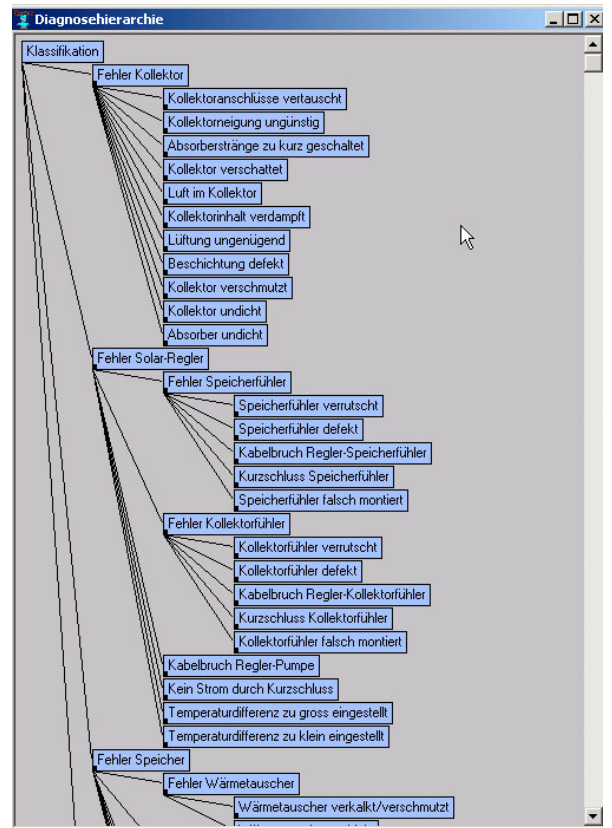 Diagnosehierarchie
Klassifikation
Fehler Kollektor
Kollektoranschlüsse vertauscht
Kollektorneigung ungünstig
Absorberstränge zu kurz geschaltet
Kollektor verschattet
Luft im Kollektor
Kollektorinhalt verdampft
Lüftung ungenügend
Beschichtung defekt
Kollektor verschmutzt
Kollektor undicht
Absorber undicht
Fehler Solar-Regler
Fehler Speicherfühler
Speicherfühler verrutscht
Speicherfühler defekt
Kabelbruch Regler-Speicherfühler
Kurzschluss Speicherfühler
Speicherfühler falsch montiert
Fehler Kollektorfühler
Kollektorfühler verrutscht
Kollektorfühler defekt
Kabelbruch Regler-Kollektorfühler
Kurzschluss Kollektorfühler
Kollektorfühler falsch montiert
Kabelbruch Regler-Pumpe
Kein Strom durch Kurzschluss
Temperaturdifferenz zu gross eingestellt
Temperaturdifferenz zu klein eingestellt
Fehler Speicher
Fehler Wärmetauscher
Wärmetauscher verkalkt/verschmutzt